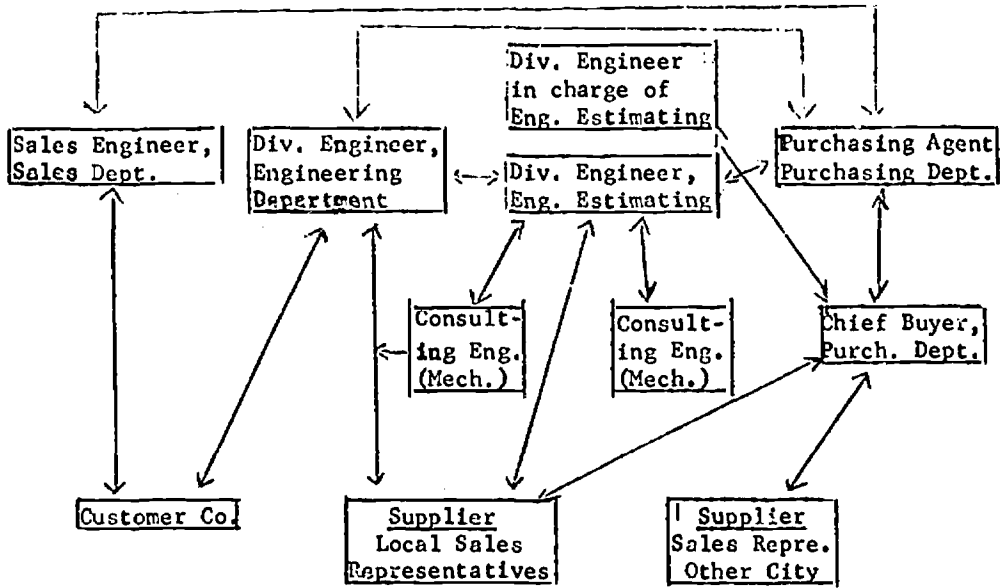 Div. Engineer
in charge of
Eng. Estimating
Sales Engineer,
Sales Dept.
Div. Engineer,
Engineering
Department
Div. Engineer,
Eng. Estimating
Purchasing Agent
Purchasing Dept.
Consult-
ing Eng.
(Mech.)
Consult-
ing Eng.
(Mech.)
Chief Buyer,
Purch. Dept.
Customer Co.
Supplier
Local Sales
Representatives
Supplier
Sales Repre.
Other City